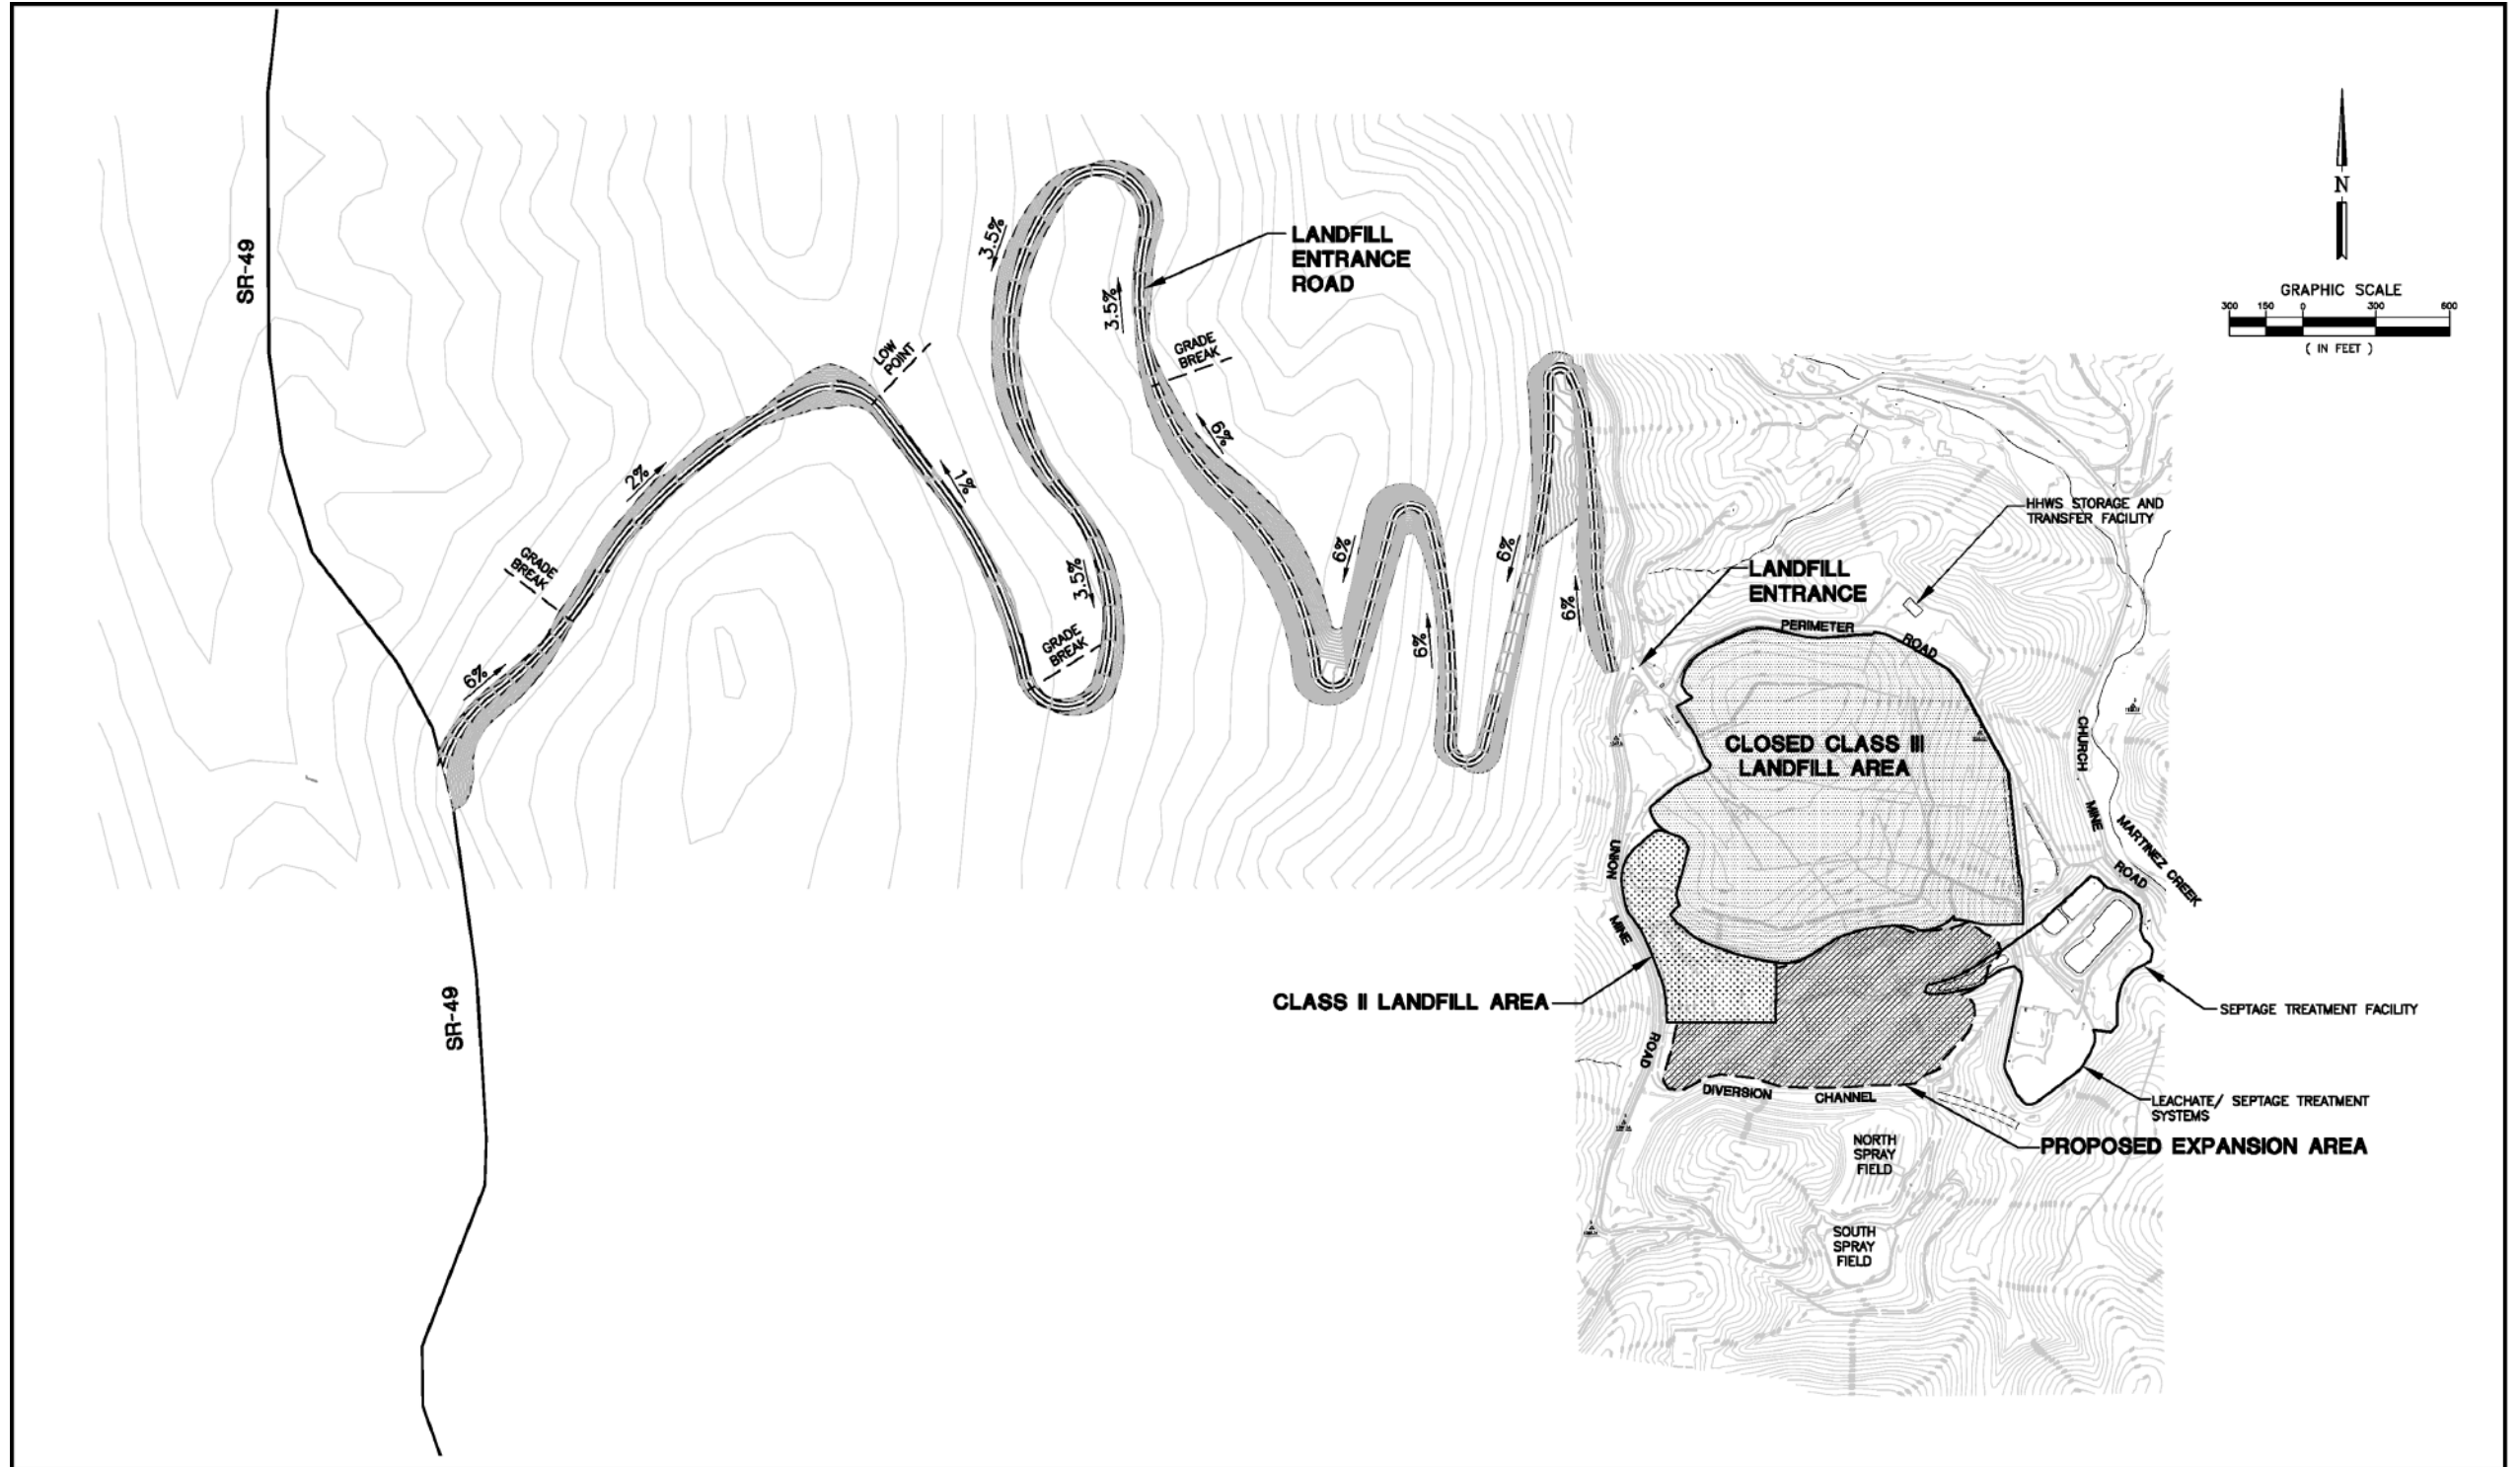 SR-49
3.5%
LANDFILL
ENTRANCE
ROAD
3.5%
GRADE
BREAK
LOW
POINT
N
GRAPHIC SCALE
300 150 0 300 600
( IN FEET )
2%
1%
6%
GRADE
BREAK
6%
6%
3.5%
6%
6%
6%
GRADE
BREAK
6%
HHWS STORAGE AND
TRANSFER FACILITY
LANDFILL
ENTRANCE
PERIMETER
ROAD
CLOSED CLASS III
LANDFILL AREA
CHURCH
MINE
ROAD
MARTINEZ CREEK
UNION
MINE
ROAD
CLASS II LANDFILL AREA
SR-49
SEPTAGE TREATMENT FACILITY
DIVERSION
CHANNEL
LEACHATE/ SEPTAGE TREATMENT
SYSTEMS
PROPOSED EXPANSION AREA
NORTH
SPRAY
FIELD
SOUTH
SPRAY
FIELD